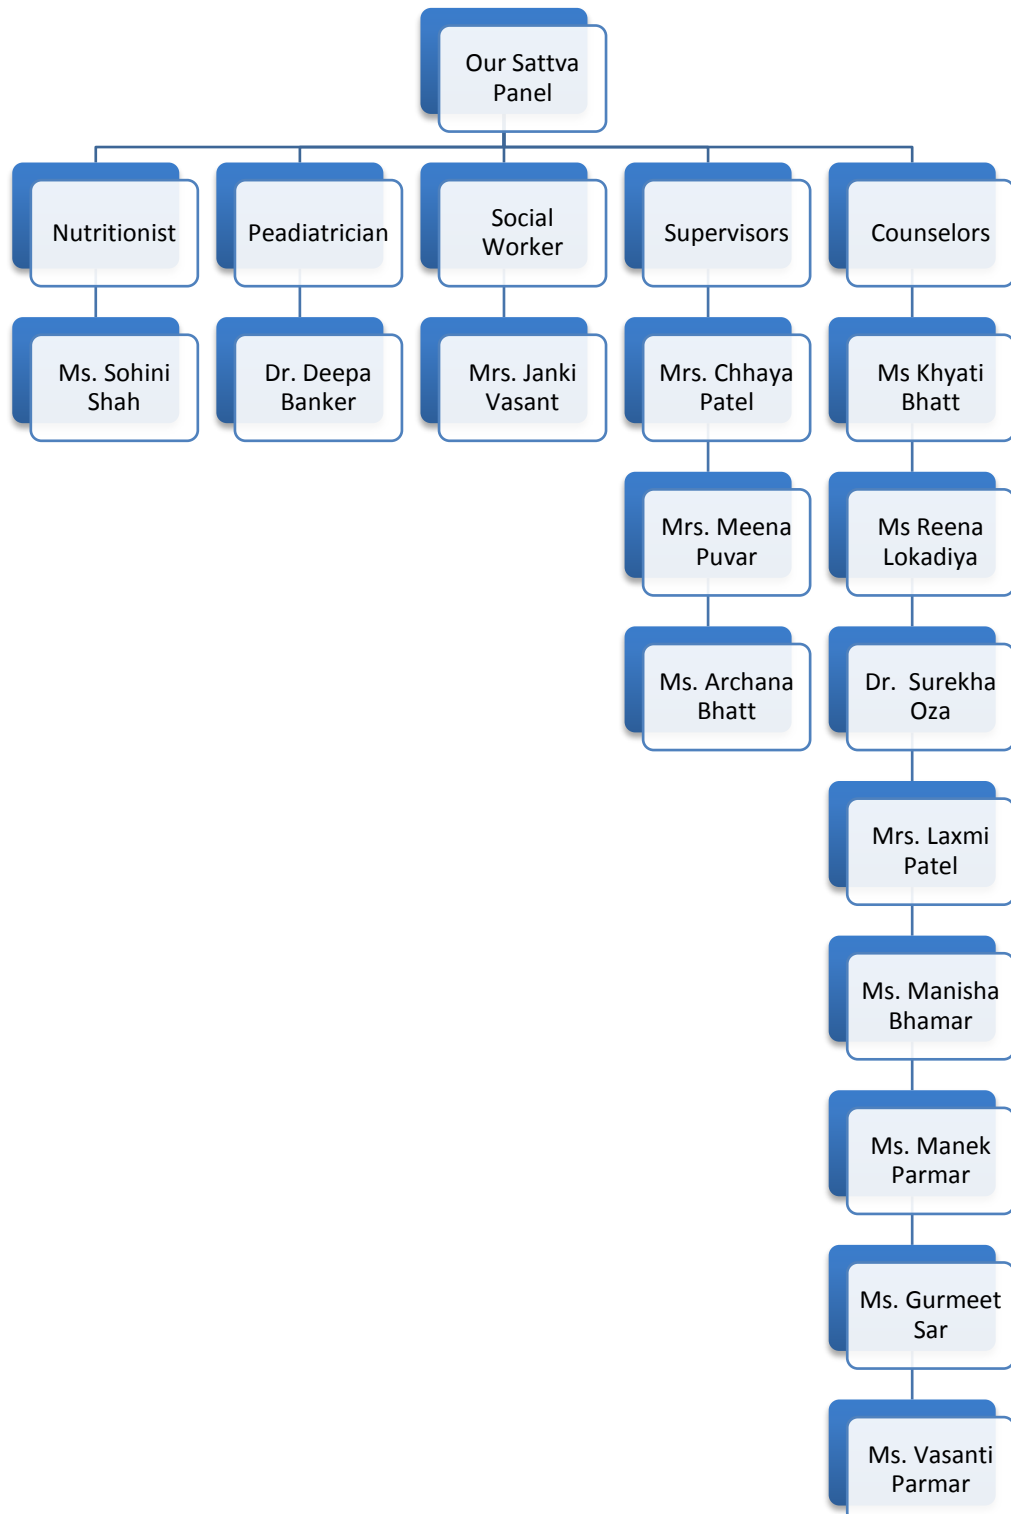 Our Sattva
Panel
Nutritionist
Peadiatrician
Social
Worker
Supervisors
Counselors
Ms. Sohini
Shah
Dr. Deepa
Banker
Mrs. Janki
Vasant
Mrs. Chhaya
Patel
Ms Khyati
Bhatt
Mrs. Meena
Puvar
Ms Reena
Lokadiya
Ms. Archana
Bhatt
Dr.  Surekha
Oza
Mrs. Laxmi
Patel
Ms. Manisha
Bhamar
Ms. Manek
Parmar
Ms. Gurmeet
Sar
Ms. Vasanti
Parmar